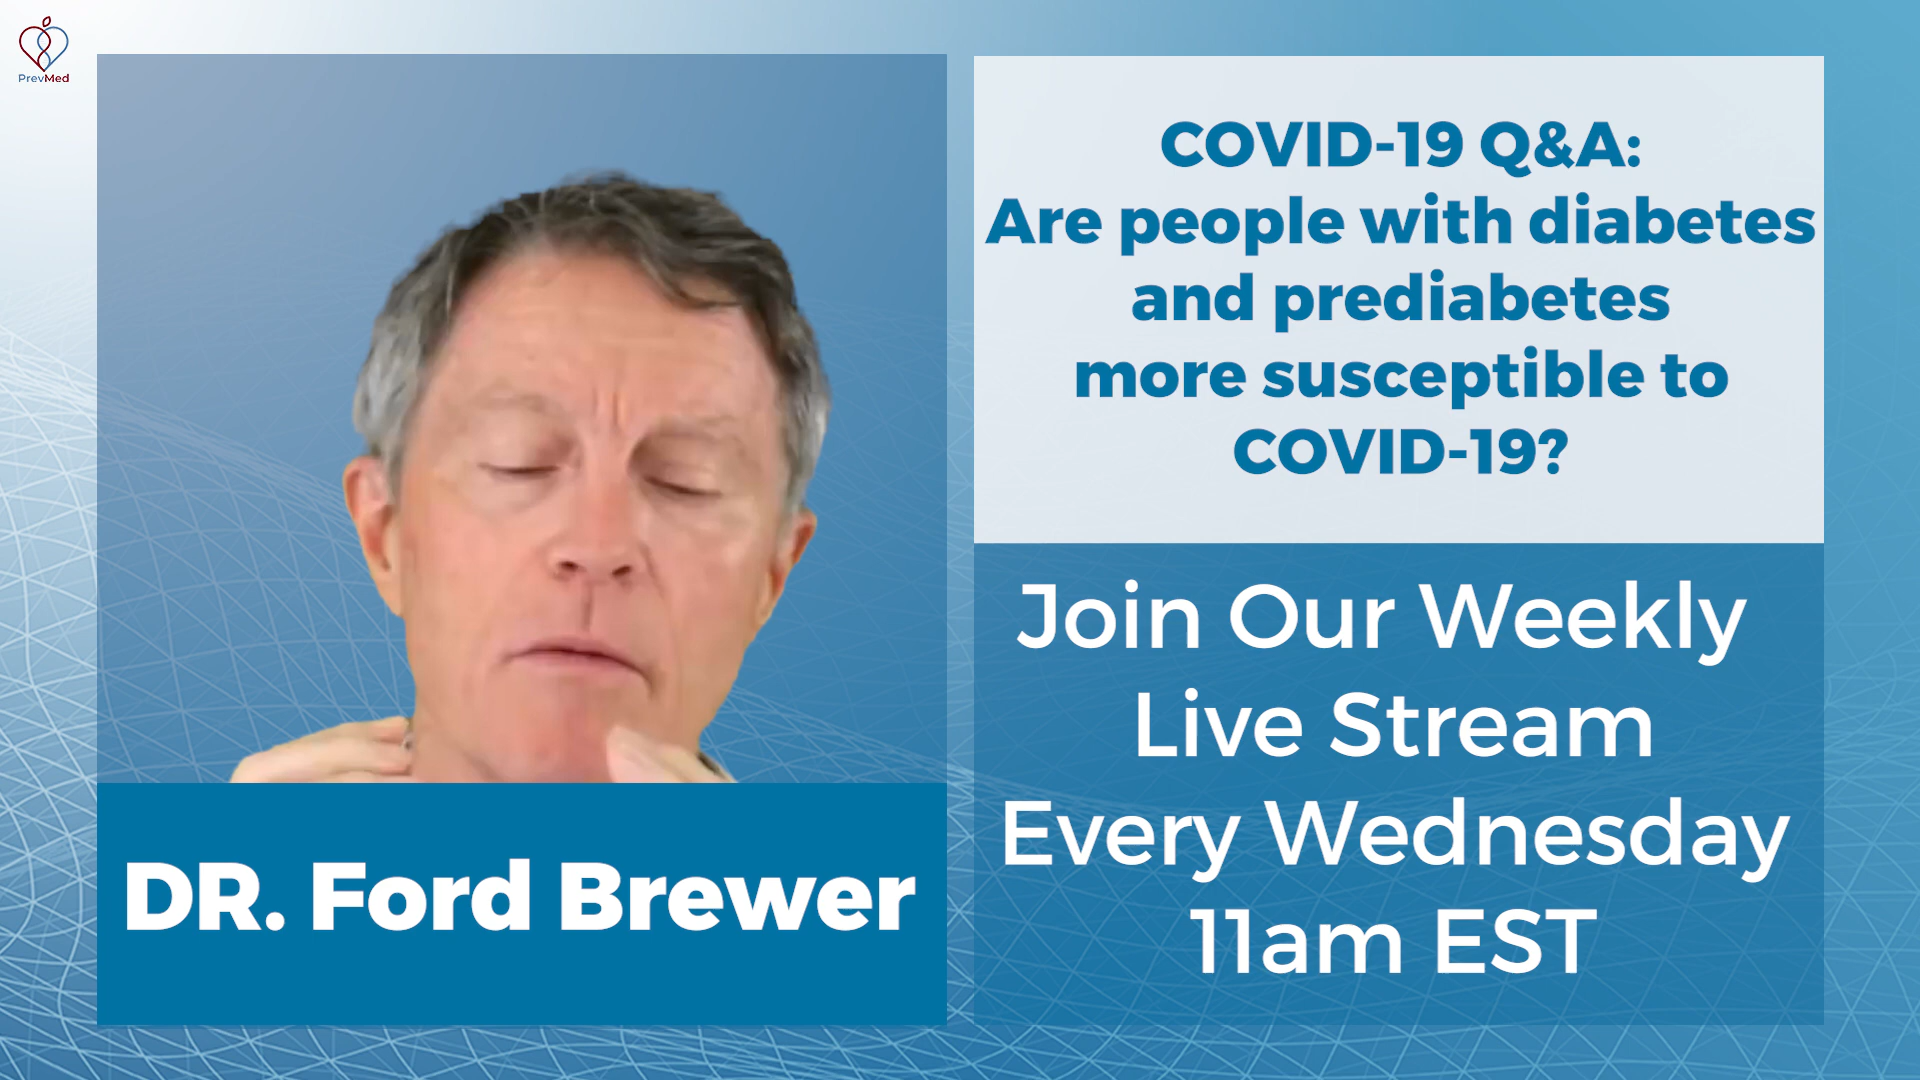 PrevMed
COVID-19 Q&A:
Are people with diabetes
and prediabetes
more susceptible to
COVID-19?
Join Our Weekly
Live Stream
Every Wednesday
11am EST
DR. Ford Brewer